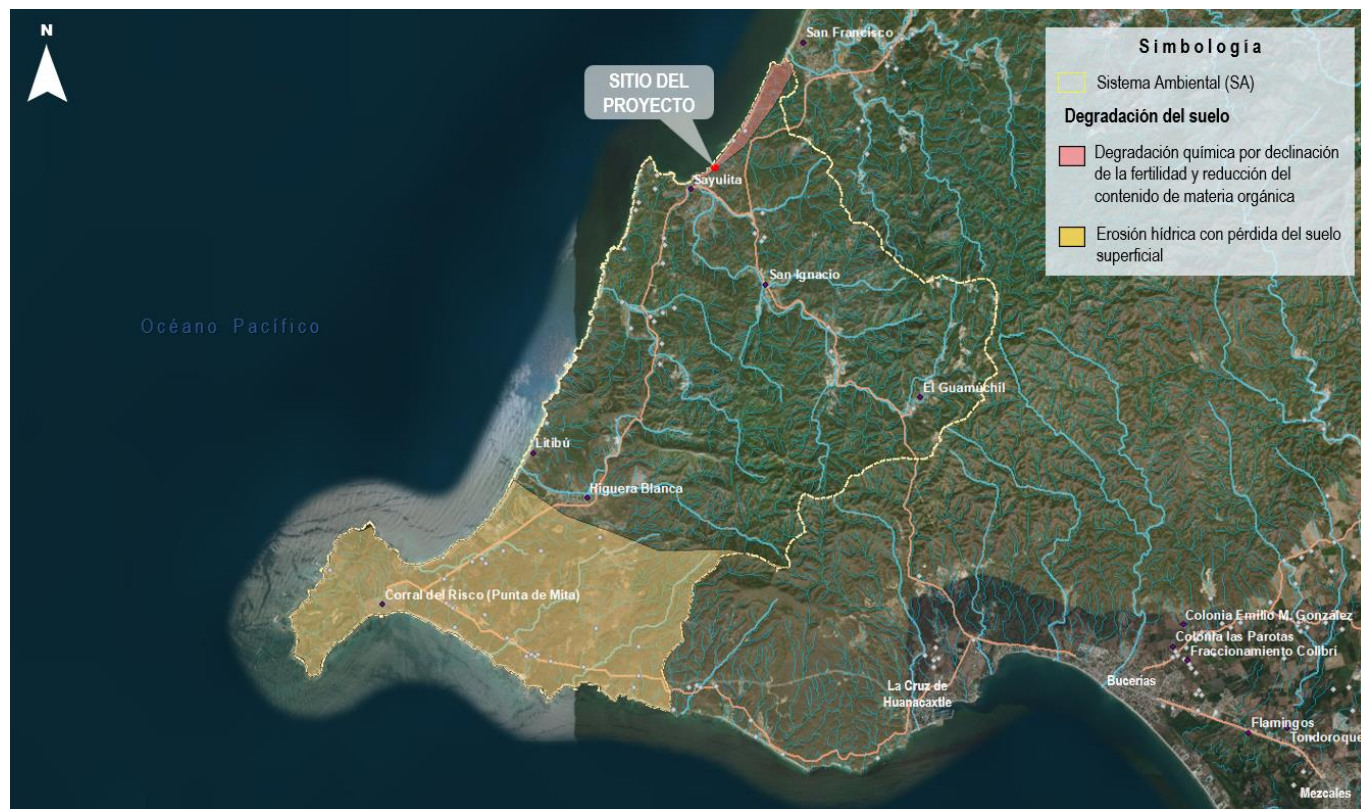 N
San Francisco
SITIO DEL
PROYECTO
Sayulita
San Ignacio
Océano Pacífico
El Guamúchil
Litibú
Higuera Blanca
Corral del Risco (Punta de Mita)
Colonia Emilio M. González
Colonia las Parotas
Fraccionamiento Colibrí
La Cruz de
Huanacaxtle
Bucerías
Flamingos
Tondoroque
Mezcales
Simbología
Sistema Ambiental (SA)
Degradación del suelo
Degradación química por declinación
de la fertilidad y reducción del
contenido de materia orgánica
Erosión hídrica con pérdida del suelo
superficial